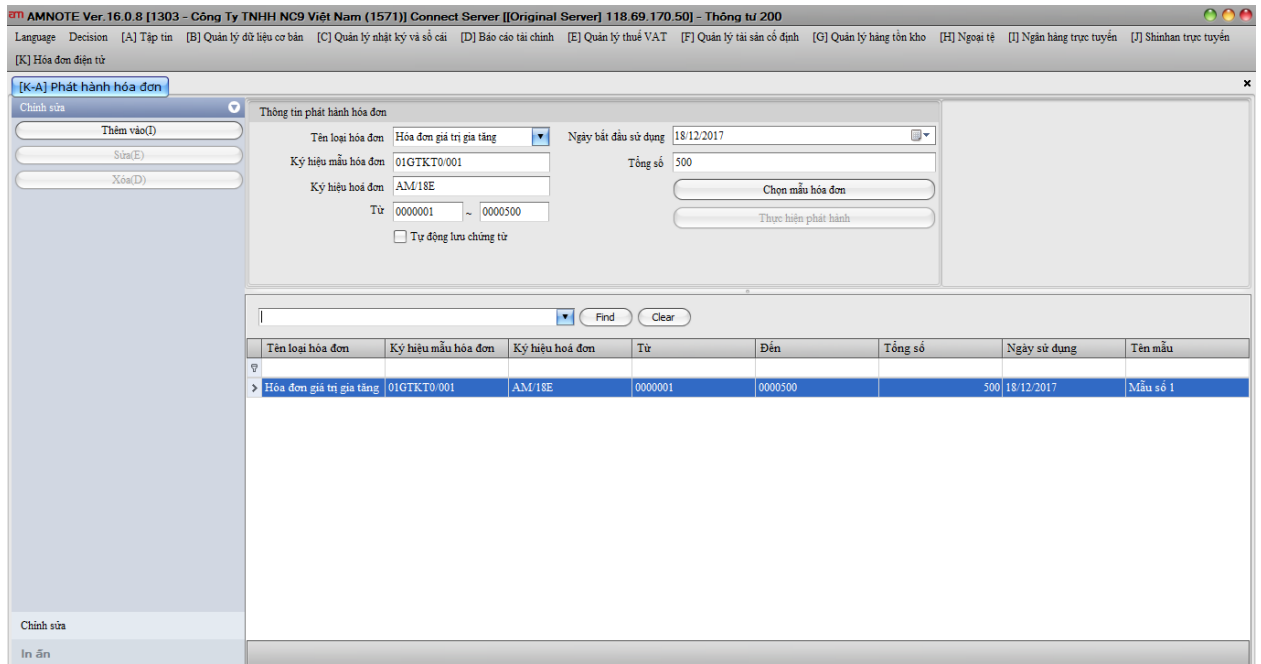 am AMNOTE Ver.16.0.8 [1303 - Công Ty TNHH NC9 Việt Nam (1571)] Connect Server [[Original Server] 118.69.170.50] - Thông tư 200
Language Decision [A] Tập tin [B] Quản lý dữ liệu cơ bản [C] Quản lý nhật ký và sổ cái [D] Báo cáo tài chính [E] Quản lý thuế VAT [F] Quản lý tài sản cố định [G] Quản lý hàng tồn kho [H] Ngoại tệ [I] Ngân hàng trực tuyến [J] Shinhan trực tuyến
[K] Hóa đơn điện tử
[K-A] Phát hành hóa đơn
Chỉnh sửa
Thêm vào(I)
Sửa(E)
Xóa(D)
Thông tin phát hành hóa đơn
Tên loại hóa đơn Hóa đơn giá trị gia tăng Ngày bắt đầu sử dụng 18/12/2017
Ký hiệu mẫu hóa đơn 01GTKT0/001 Tổng số 500
Ký hiệu hoá đơn AM/18E Chọn mẫu hóa đơn
Từ 0000001 ~ 0000500 Thực hiện phát hành
Tự động lưu chứng từ
Find Clear
Tên loại hóa đơn Ký hiệu mẫu hóa đơn Ký hiệu hoá đơn Từ Đến Tổng số Ngày sử dụng Tên mẫu
Hóa đơn giá trị gia tăng 01GTKT0/001 AM/18E 0000001 0000500 500 18/12/2017 Mẫu số 1
Chỉnh sửa
In ấn